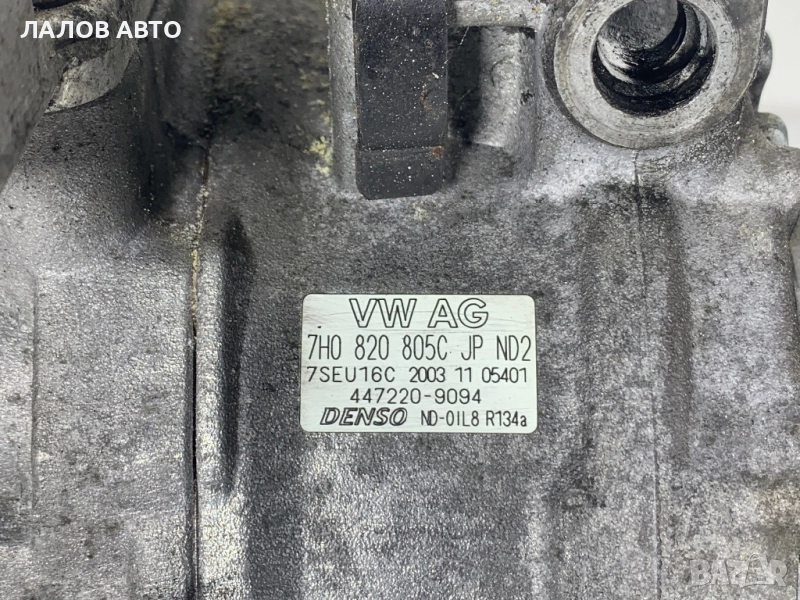 ЛАЛОВ АВТО
VW AG
7H0 820 805C JP ND2
7SEU16C 2003 11 05401
447220-9094
DENSO ND-OIL8 R134a
BAZAR